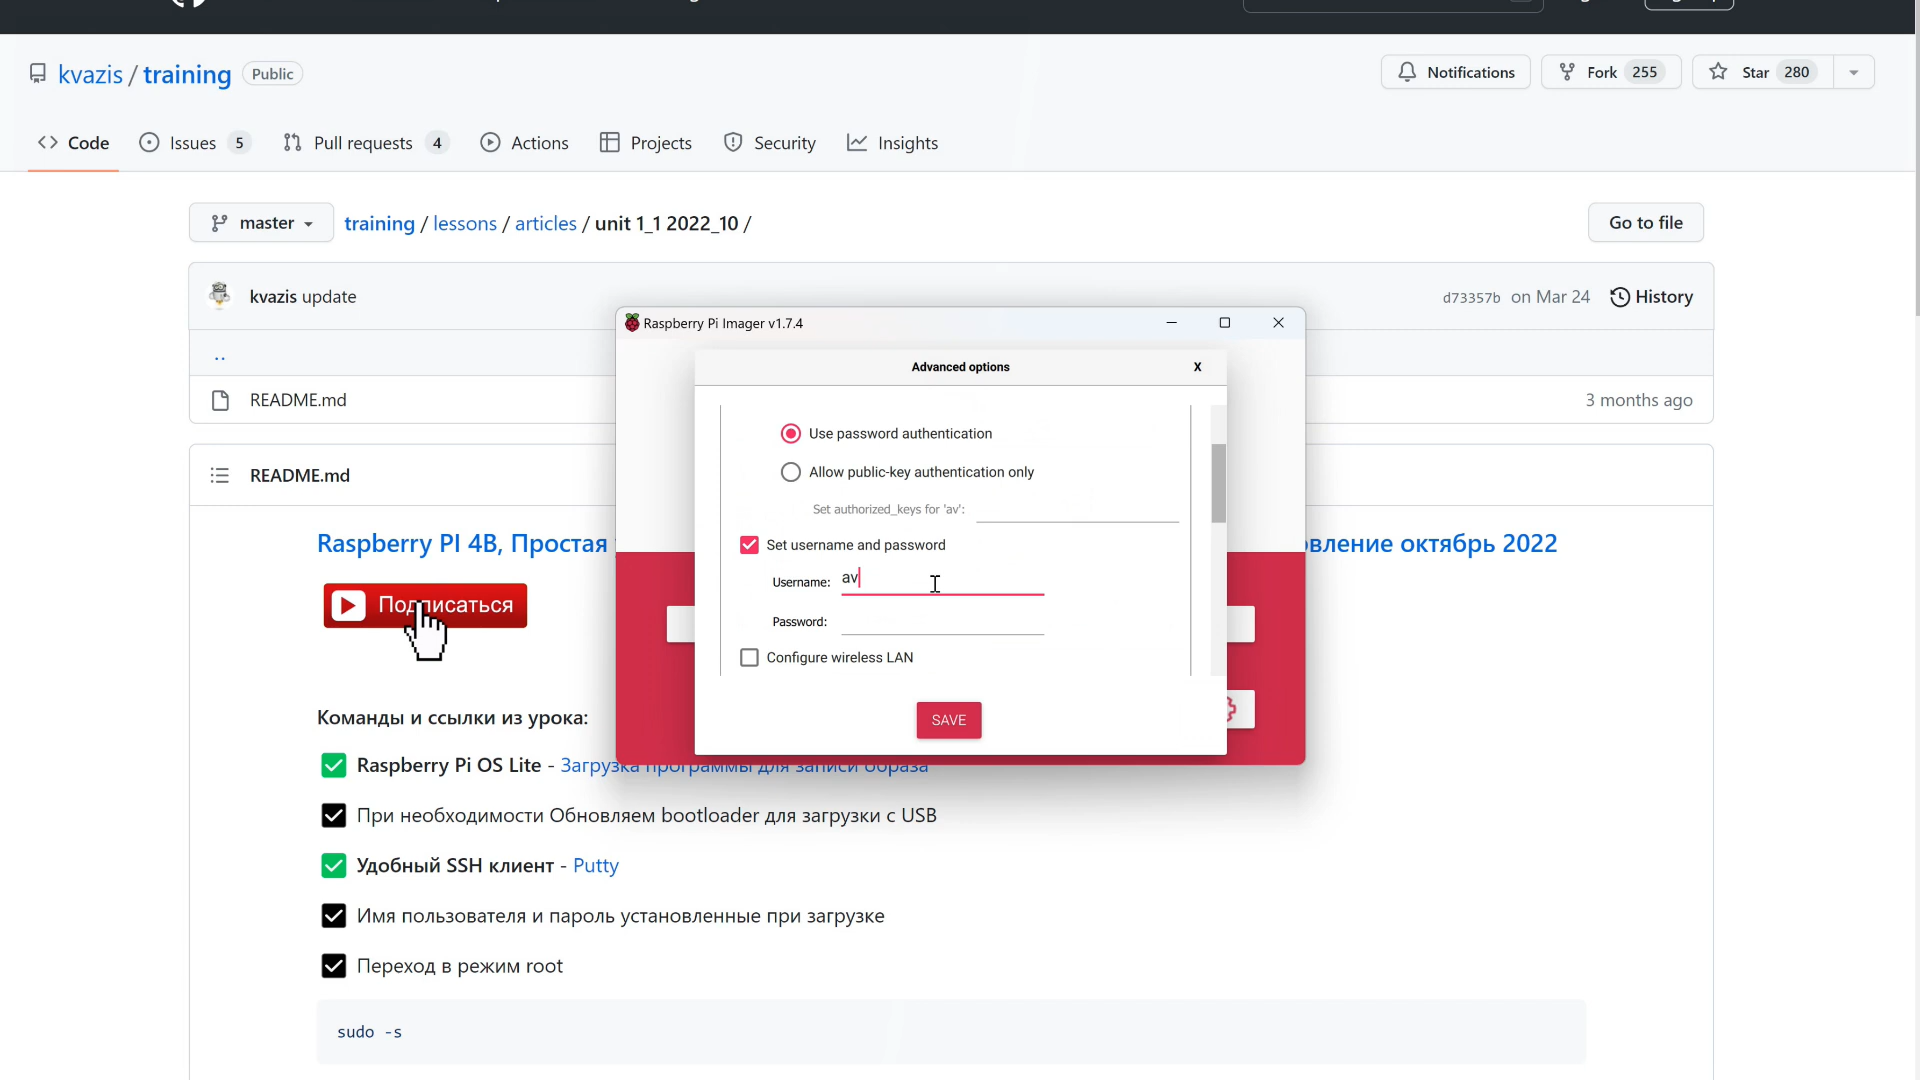 kvazis / training Public
Notifications Fork 255 Star 280
Code Issues 5 Pull requests 4 Actions Projects Security Insights
master training / lessons / articles / unit 1_1 2022_10 / Go to file
kvazis update d73357b on Mar 24 History
..
README.md 3 months ago
README.md
Raspberry PI 4B, Простая
вление октябрь 2022
Подписаться
Команды и ссылки из урока:
Raspberry Pi OS Lite - Загрузка программы для записи образа
При необходимости Обновляем bootloader для загрузки с USB
Удобный SSH клиент - Putty
Имя пользователя и пароль установленные при загрузке
Переход в режим root
sudo -s
Raspberry Pi Imager v1.7.4
Advanced options X
Use password authentication
Allow public-key authentication only
Set authorized_keys for 'av':
Set username and password
Username: av
Password:
Configure wireless LAN
SAVE